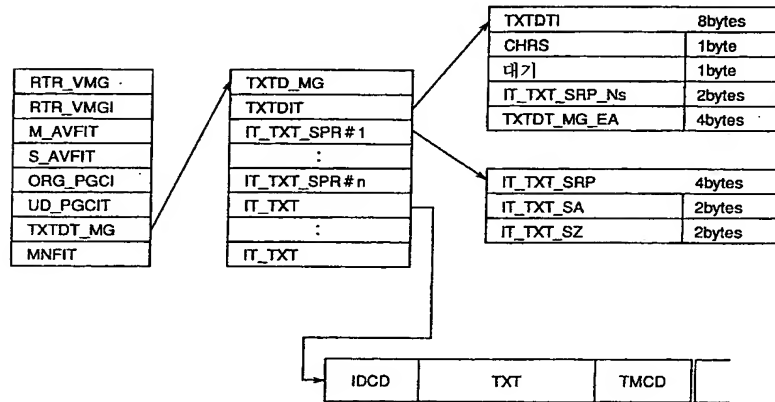 RTR_VMG
RTR_VMGI
M_AVFIT
S_AVFIT
ORG_PGCI
UD_PGCIT
TXTDT_MG
MNFIT
TXTD_MG
TXTDIT
IT_TXT_SPR#1
:
IT_TXT_SPR#n
IT_TXT
:
IT_TXT
TXTDTI 8bytes
CHRS 1byte
대기 1byte
IT_TXT_SRP_Ns 2bytes
TXTDT_MG_EA 4bytes
IT_TXT_SRP 4bytes
IT_TXT_SA 2bytes
IT_TXT_SZ 2bytes
IDCD TXT TMCD